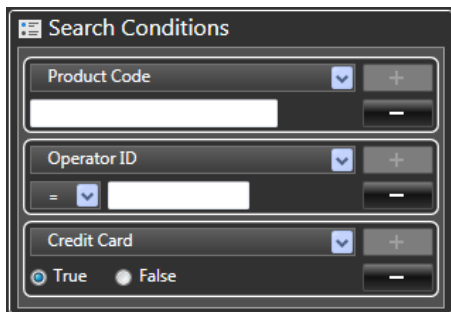 Search Conditions
Product Code
+
−
Operator ID
+
=
−
Credit Card
+
True False
−